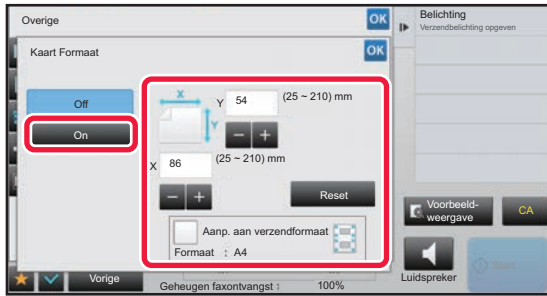 Overige
OK
Belichting
Verzendbelichting opgeven
Kaart Formaat
OK
Off
On
X
Y
Y 54 (25 ~ 210) mm
X 86 (25 ~ 210) mm
Reset
Aanp. aan verzendformaat
Formaat : A4
Voorbeeld-
weergave
CA
Vorige
Geheugen faxontvangst : 100%
Luidspreker
Start